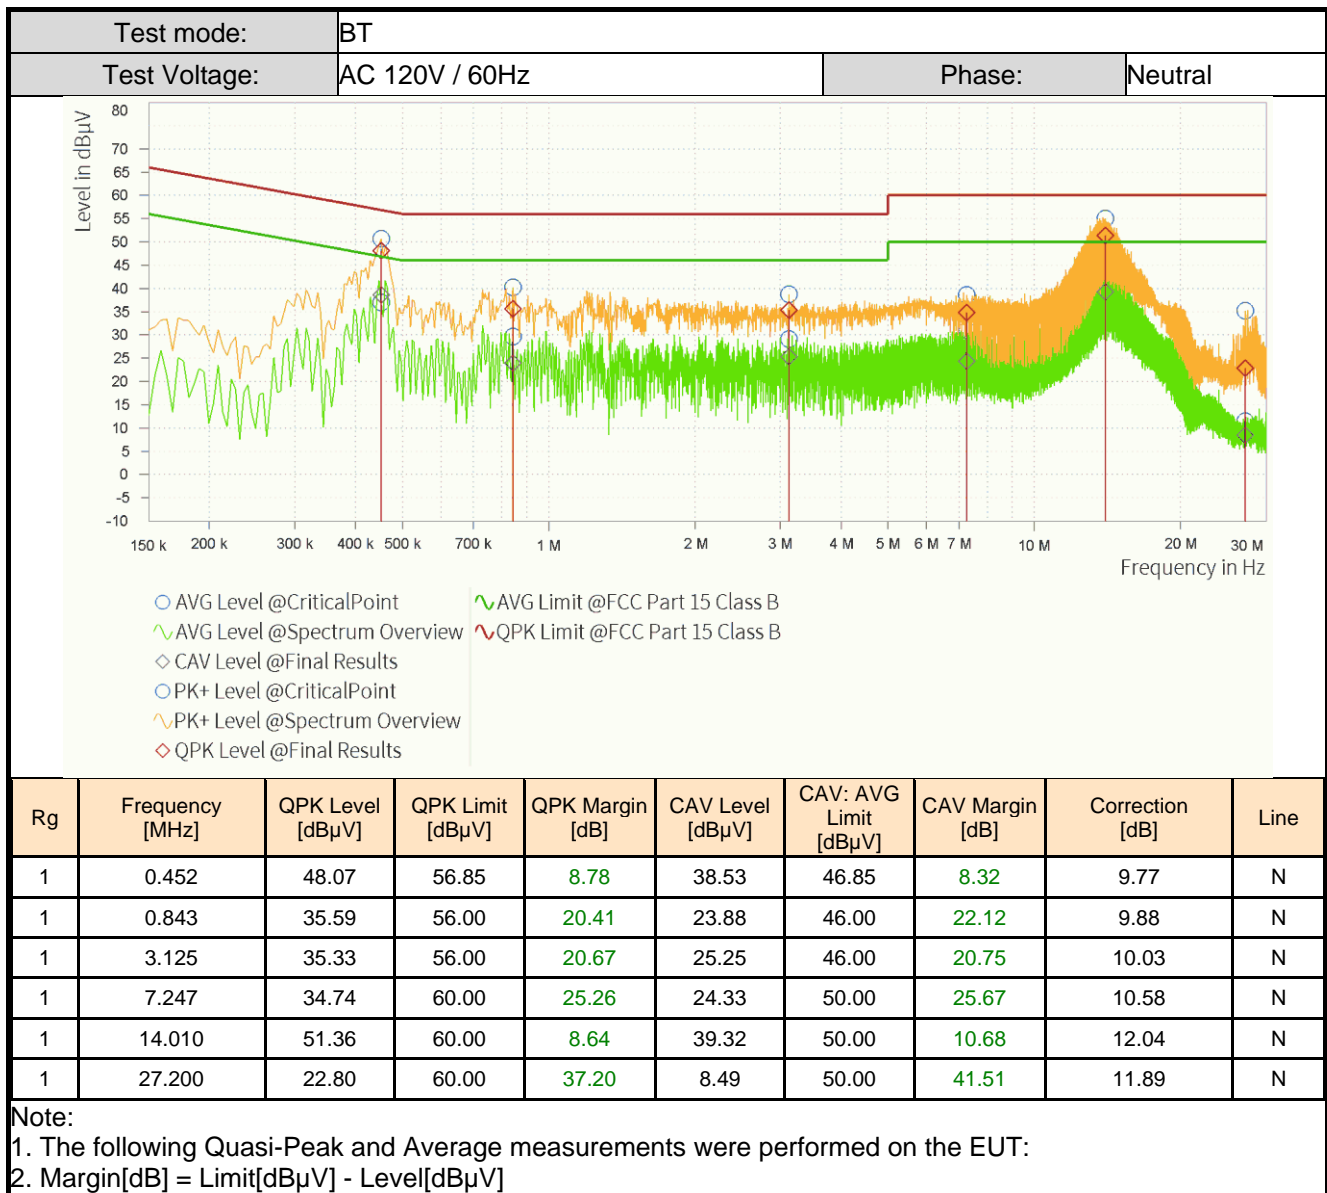 Test mode: BT
Test Voltage: AC 120V / 60Hz Phase: Neutral
Level in dBµV
80
70
65
60
55
50
45
40
35
30
25
20
15
10
5
0
-5
-10
150 k 200 k 300 k 400 k 500 k 700 k 1 M 2 M 3 M 4 M 5 M 6 M 7 M 10 M 20 M 30 M
Frequency in Hz
AVG Level @CriticalPoint AVG Limit @FCC Part 15 Class B
AVG Level @Spectrum Overview QPK Limit @FCC Part 15 Class B
CAV Level @Final Results
PK+ Level @CriticalPoint
PK+ Level @Spectrum Overview
QPK Level @Final Results
Rg Frequency [MHz] QPK Level [dBµV] QPK Limit [dBµV] QPK Margin [dB] CAV Level [dBµV] CAV: AVG Limit [dBµV] CAV Margin [dB] Correction [dB] Line
1 0.452 48.07 56.85 8.78 38.53 46.85 8.32 9.77 N
1 0.843 35.59 56.00 20.41 23.88 46.00 22.12 9.88 N
1 3.125 35.33 56.00 20.67 25.25 46.00 20.75 10.03 N
1 7.247 34.74 60.00 25.26 24.33 50.00 25.67 10.58 N
1 14.010 51.36 60.00 8.64 39.32 50.00 10.68 12.04 N
1 27.200 22.80 60.00 37.20 8.49 50.00 41.51 11.89 N
Note:
1. The following Quasi-Peak and Average measurements were performed on the EUT:
2. Margin[dB] = Limit[dBµV] - Level[dBµV]